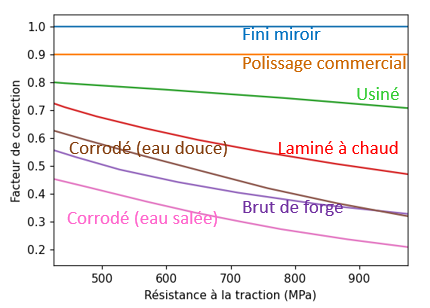 1.0
Fini miroir
0.9
Polissage commercial
0.8
Usiné
0.7
0.6
Corrodé (eau douce)
Laminé à chaud
0.5
0.4
Brut de forge
Corrodé (eau salée)
0.3
0.2
500 600 700 800 900
Résistance à la traction (MPa)
Facteur de correction